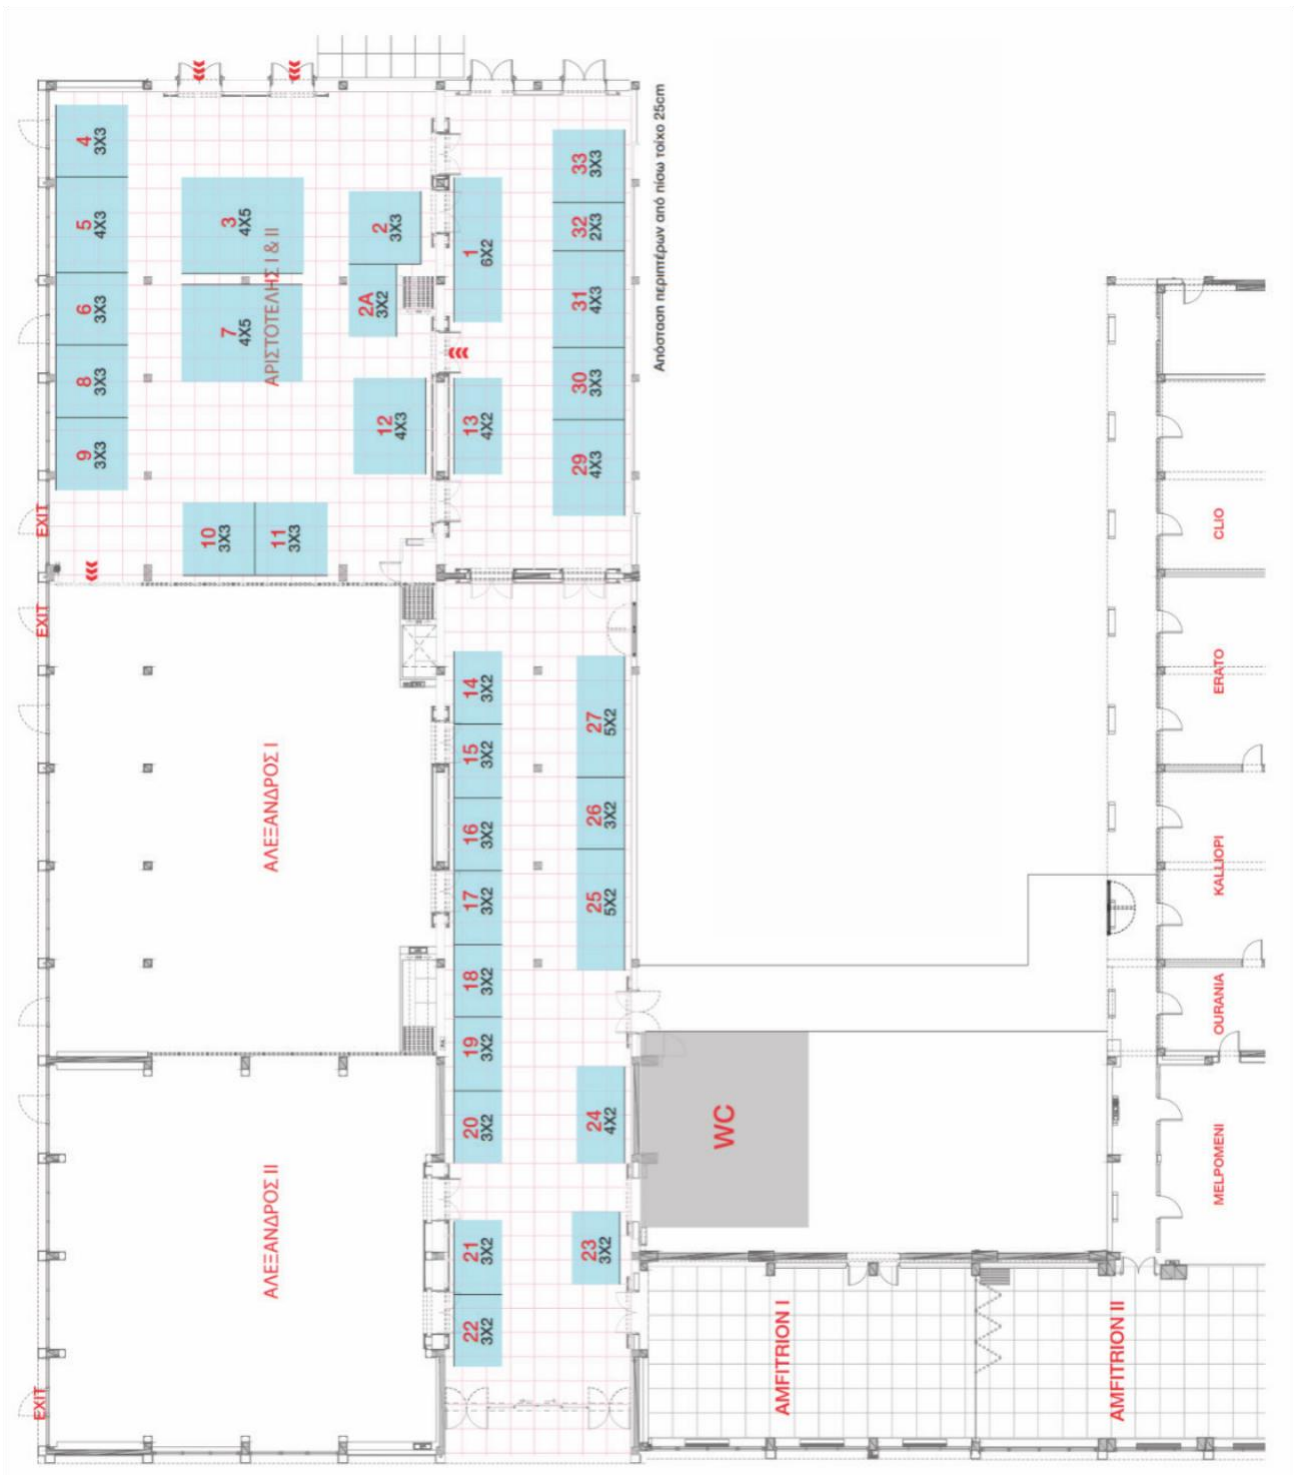 4
3X3
5
4X3
6
3X3
8
3X3
9
3X3
EXIT
3
4X5
ΑΡΙΣΤΟΤΕΛΗΣ Ι & ΙΙ
7
4X5
2
3X3
2A
3X2
12
4X3
10
3X3
11
3X3
1
6X2
13
4X2
33
3X3
32
2X3
31
4X3
30
3X3
29
4X3
Απόσταση περιπτέρων από πίσω τοίχο 25cm
EXIT
ΑΛΕΞΑΝΔΡΟΣ Ι
ΑΛΕΞΑΝΔΡΟΣ ΙΙ
EXIT
14
3X2
15
3X2
16
3X2
17
3X2
18
3X2
19
3X2
20
3X2
21
3X2
22
3X2
27
5X2
26
3X2
25
5X2
24
4X2
23
3X2
WC
CLIO
ERATO
KALLIOPI
OURANIA
MELPOMENI
AMFITRION I
AMFITRION II